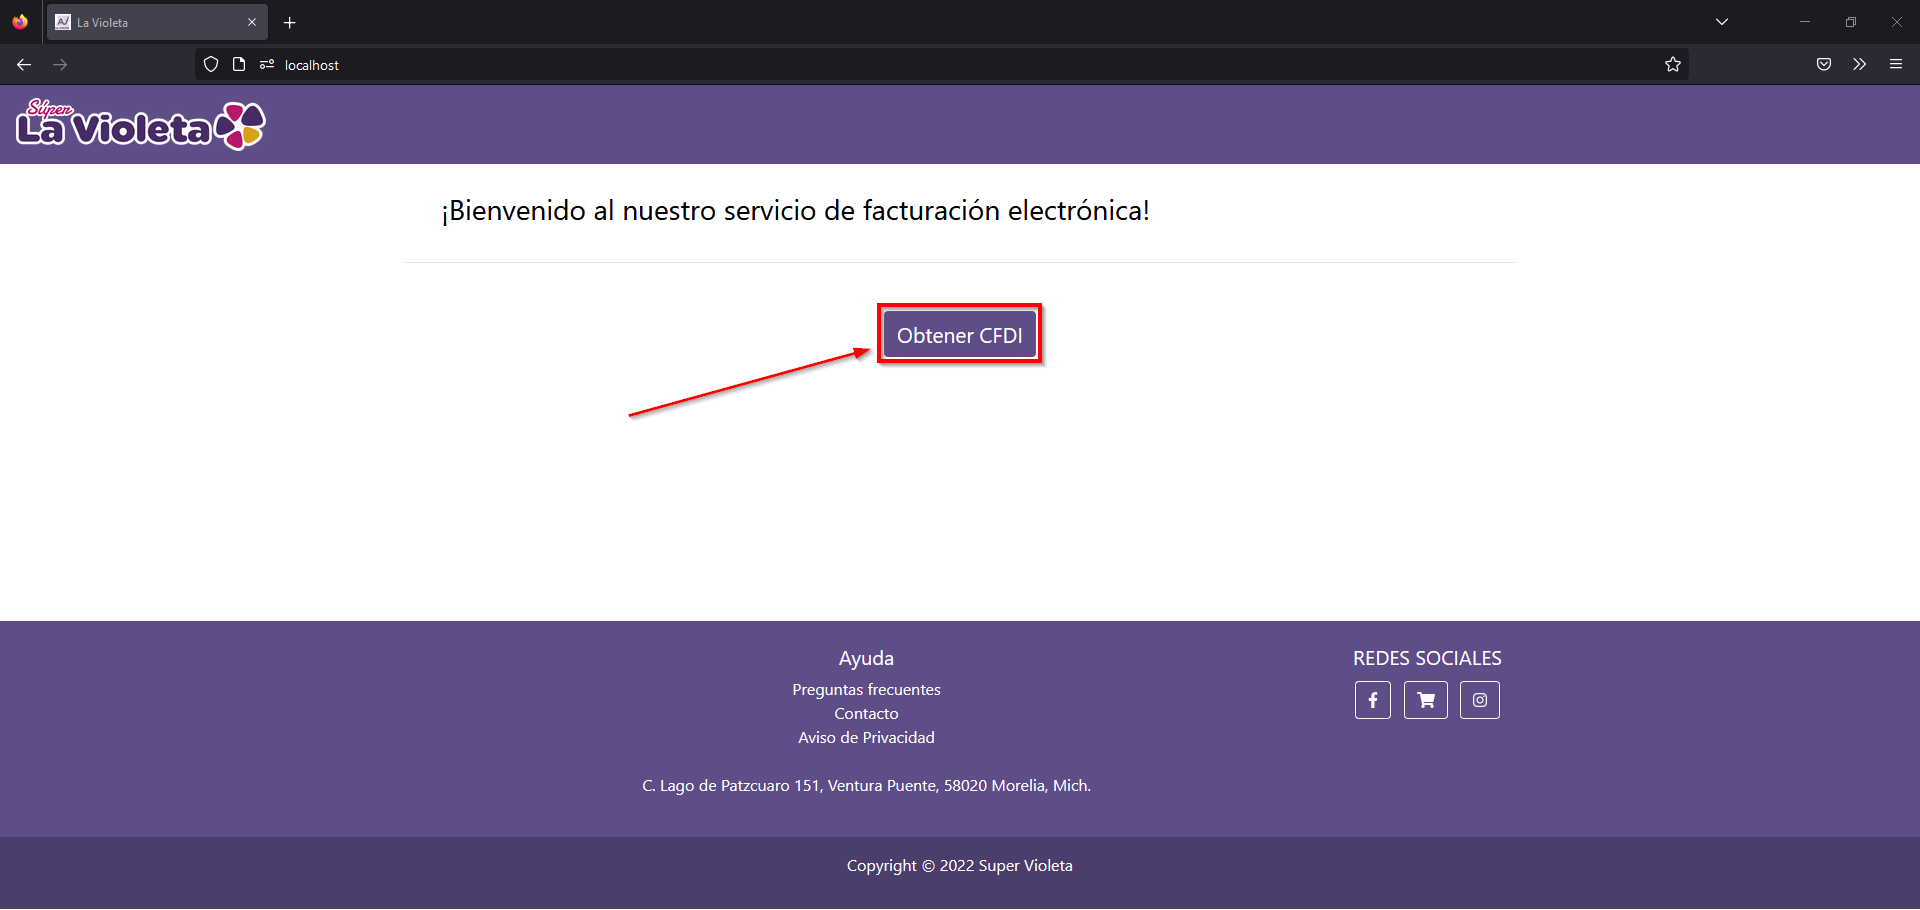 La Violeta
localhost
Súper
La Violeta
¡Bienvenido al nuestro servicio de facturación electrónica!
Obtener CFDI
Ayuda
Preguntas frecuentes
Contacto
Aviso de Privacidad
C. Lago de Patzcuaro 151, Ventura Puente, 58020 Morelia, Mich.
REDES SOCIALES
Copyright © 2022 Super Violeta